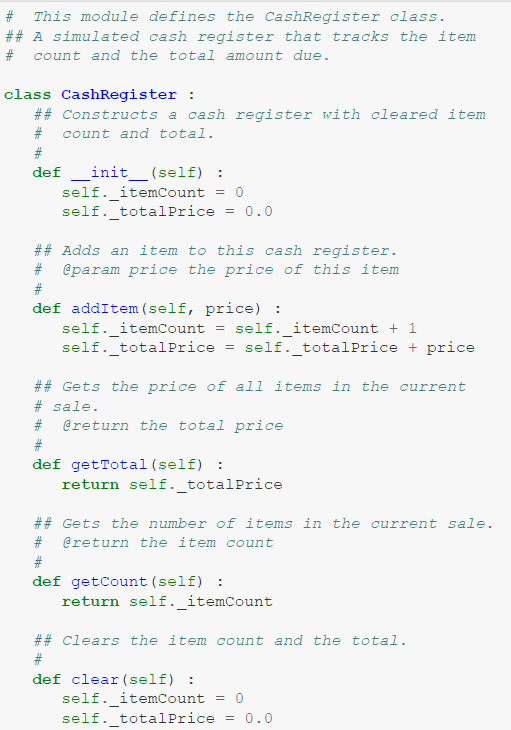 #  This module defines the CashRegister class.
## A simulated cash register that tracks the item
#  count and the total amount due.

class CashRegister :
   ## Constructs a cash register with cleared item
   #  count and total.
   #
   def __init__(self) :
      self._itemCount = 0
      self._totalPrice = 0.0

   ## Adds an item to this cash register.
   #  @param price the price of this item
   #
   def addItem(self, price) :
      self._itemCount = self._itemCount + 1
      self._totalPrice = self._totalPrice + price

   ## Gets the price of all items in the current
   # sale.
   #  @return the total price
   #
   def getTotal(self) :
      return self._totalPrice

   ## Gets the number of items in the current sale.
   #  @return the item count
   #
   def getCount(self) :
      return self._itemCount

   ## Clears the item count and the total.
   #
   def clear(self) :
      self._itemCount = 0
      self._totalPrice = 0.0